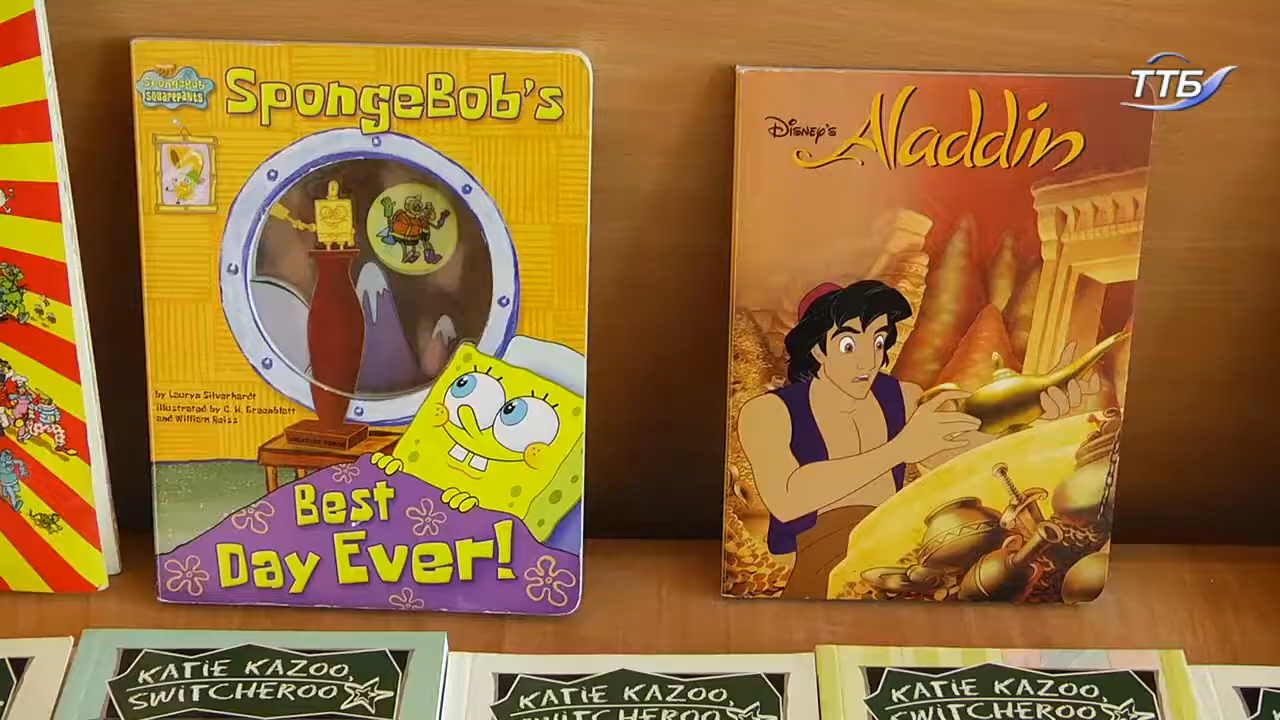 SpongeBob
SquarePants
SpongeBob's
by Lauryn Silverhardt
illustrated by C. H. Greenblatt
and William Reiss
Best
Day Ever!
Disney's Aladdin
ТТБ
KATIE KAZOO,
SWITCHEROO
KATIE KAZOO,
SWITCHEROO
KATIE KAZOO,
SWITCHEROO